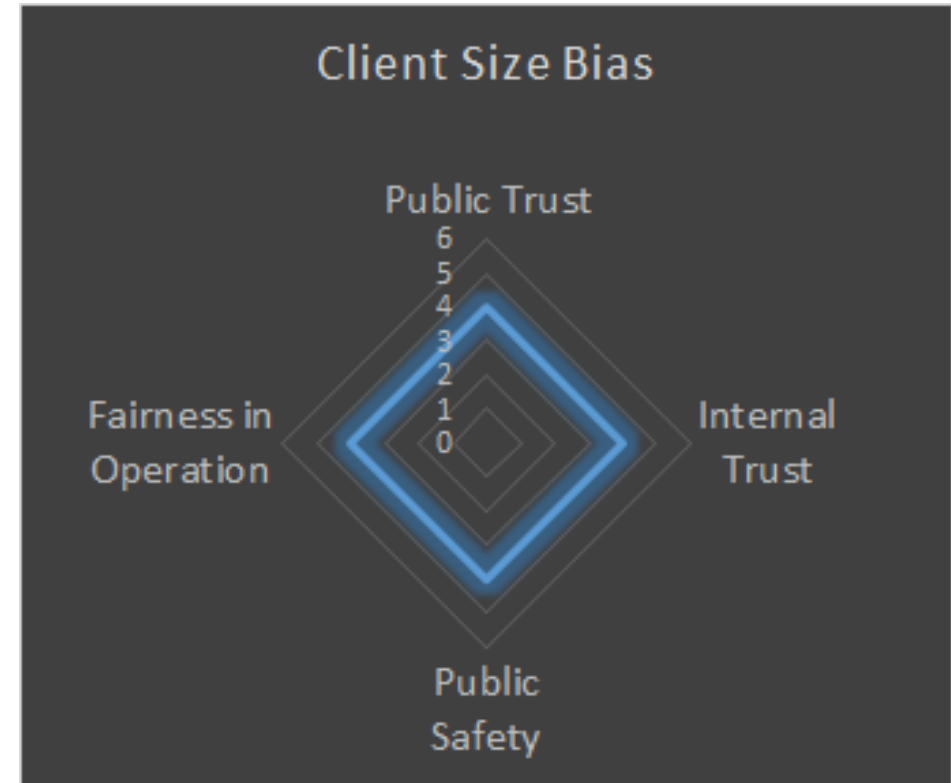 Client Size Bias
Public Trust
6
5
4
3
2
1
0
Fairness in
Operation
Internal
Trust
Public
Safety